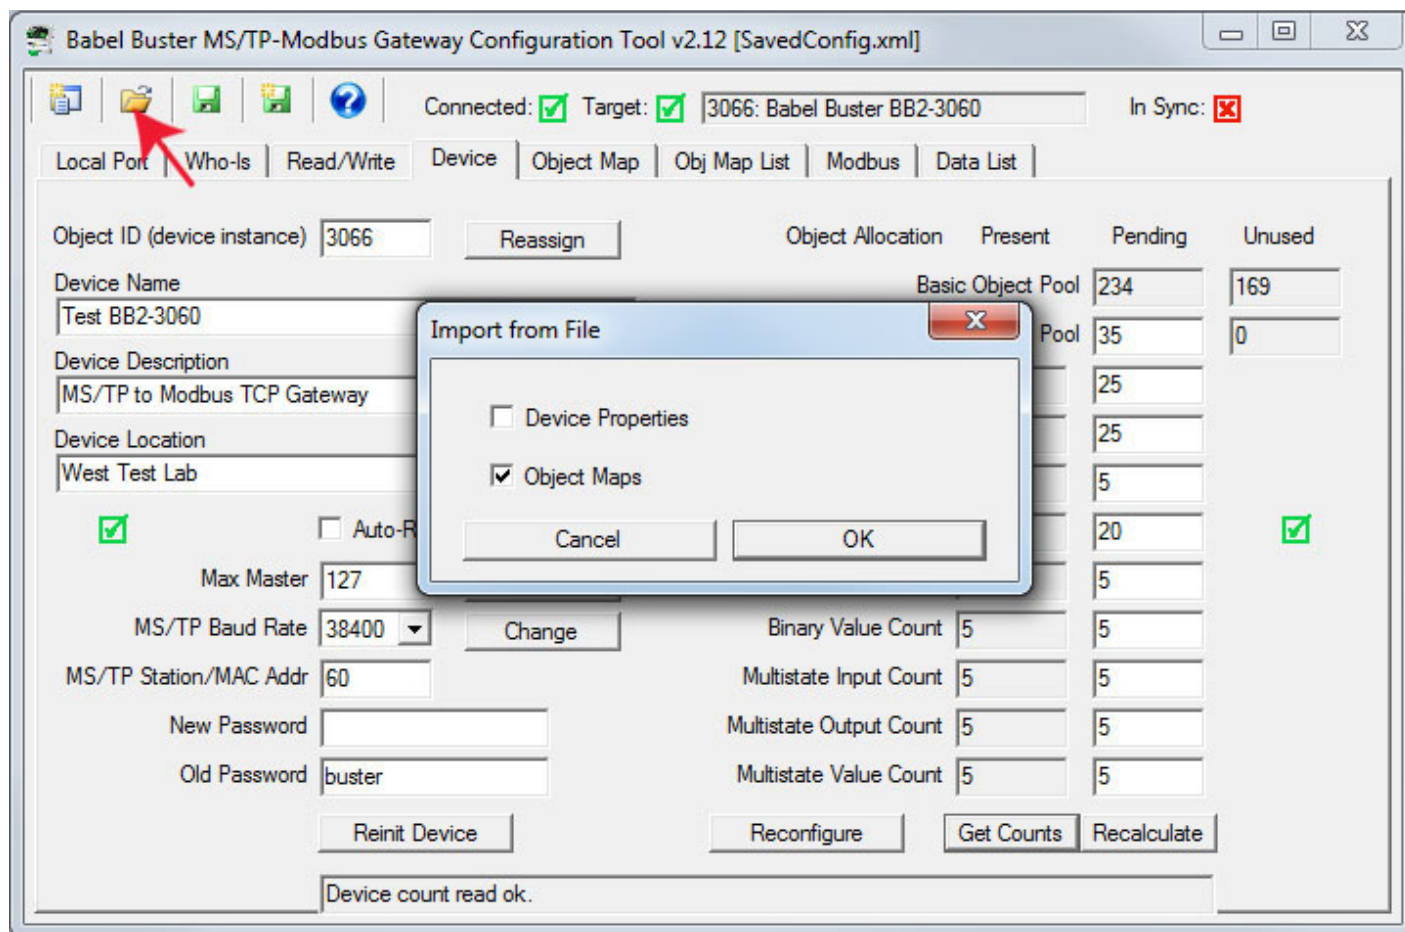 Babel Buster MS/TP-Modbus Gateway Configuration Tool v2.12 [SavedConfig.xml]
Connected: Target: 3066: Babel Buster BB2-3060 In Sync:
Local Port Who-Is Read/Write Device Object Map Obj Map List Modbus Data List
Object ID (device instance) 3066 Reassign Object Allocation Present Pending Unused
Device Name
Basic Object Pool 234 169
Test BB2-3060
Pool 35 0
Device Description
MS/TP to Modbus TCP Gateway
25
Device Location
25
West Test Lab
5
Auto-R
20
Max Master 127
5
MS/TP Baud Rate 38400 Change Binary Value Count 5 5
MS/TP Station/MAC Addr 60 Multistate Input Count 5 5
New Password Multistate Output Count 5 5
Old Password buster Multistate Value Count 5 5
Reinit Device Reconfigure Get Counts Recalculate
Device count read ok.
Import from File
Device Properties
Object Maps
Cancel OK